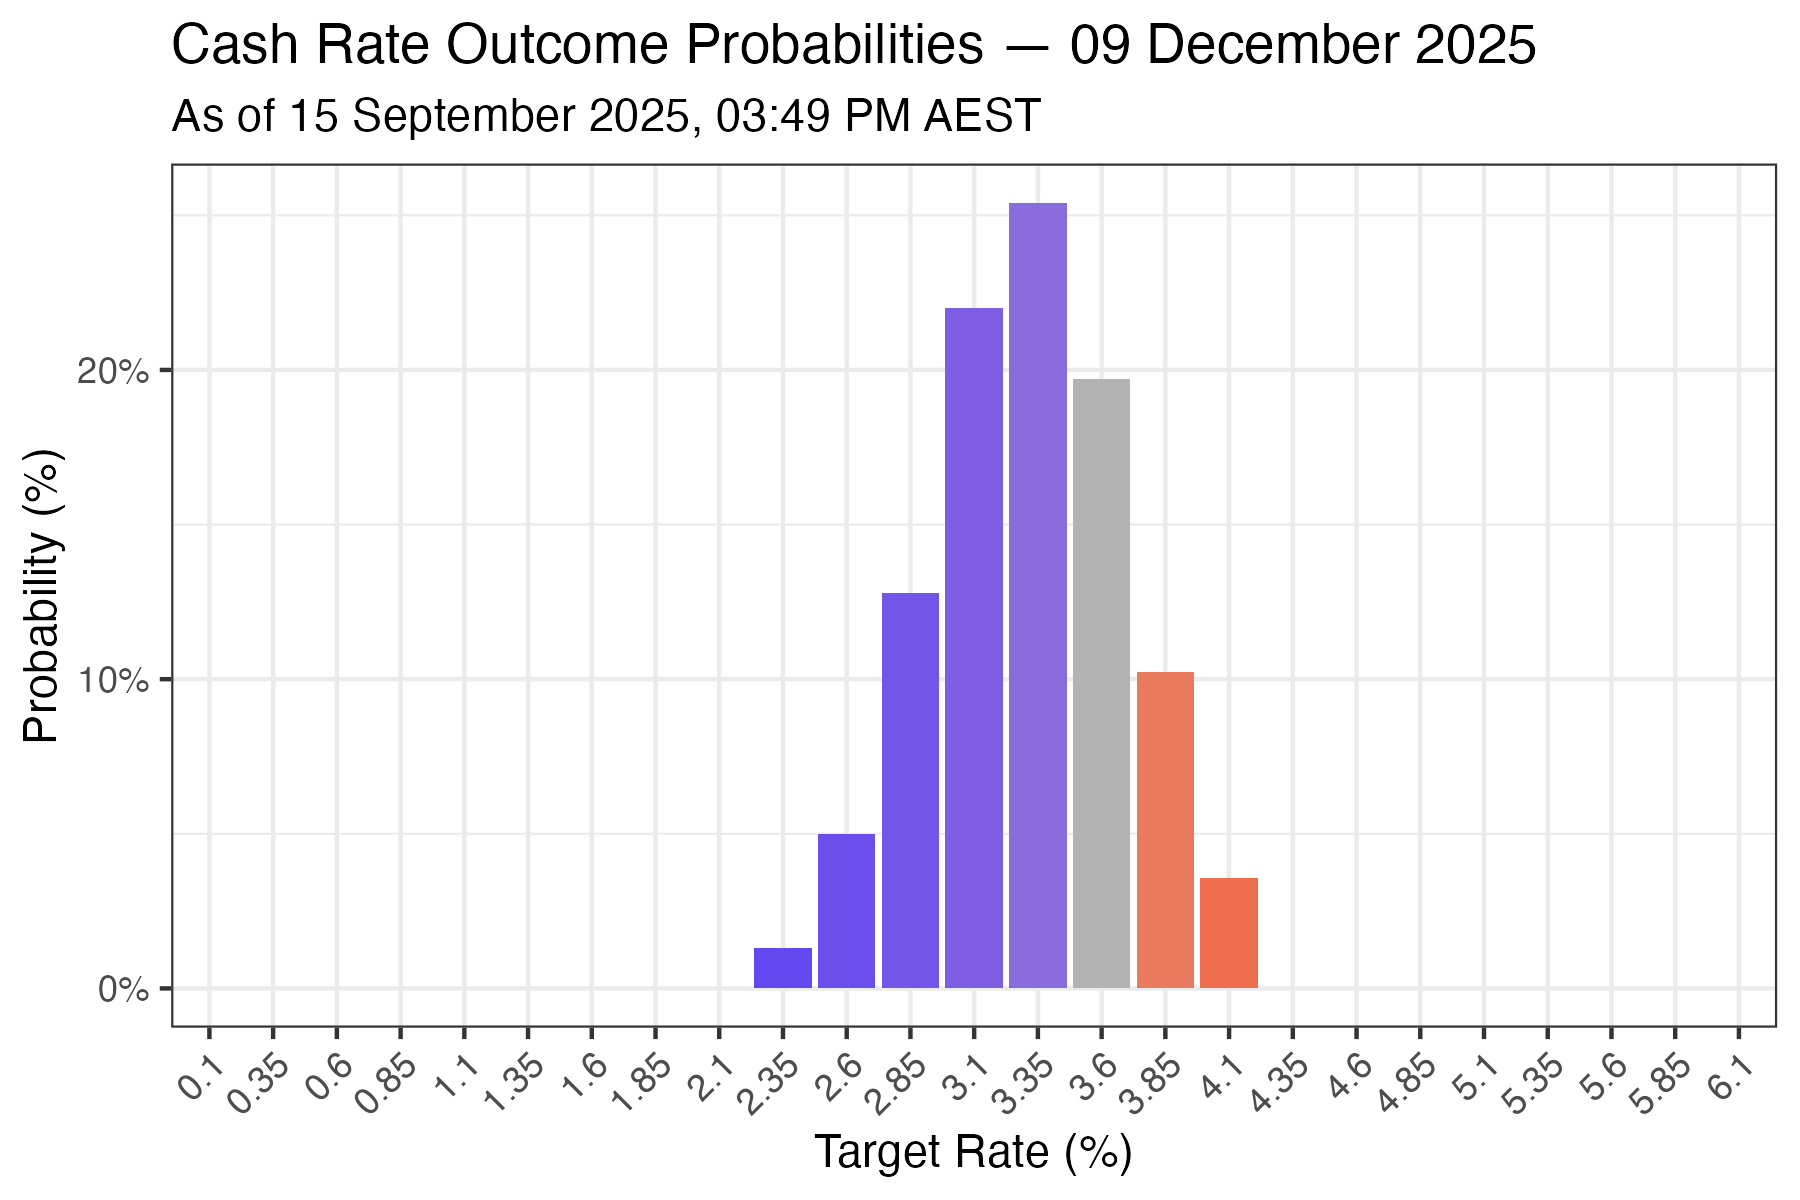 Cash Rate Outcome Probabilities — 09 December 2025
As of 15 September 2025, 03:49 PM AEST
Probability (%)
20%
10%
0%
0.1 0.35 0.6 0.85 1.1 1.35 1.6 1.85 2.1 2.35 2.6 2.85 3.1 3.35 3.6 3.85 4.1 4.35 4.6 4.85 5.1 5.35 5.6 5.85 6.1
Target Rate (%)